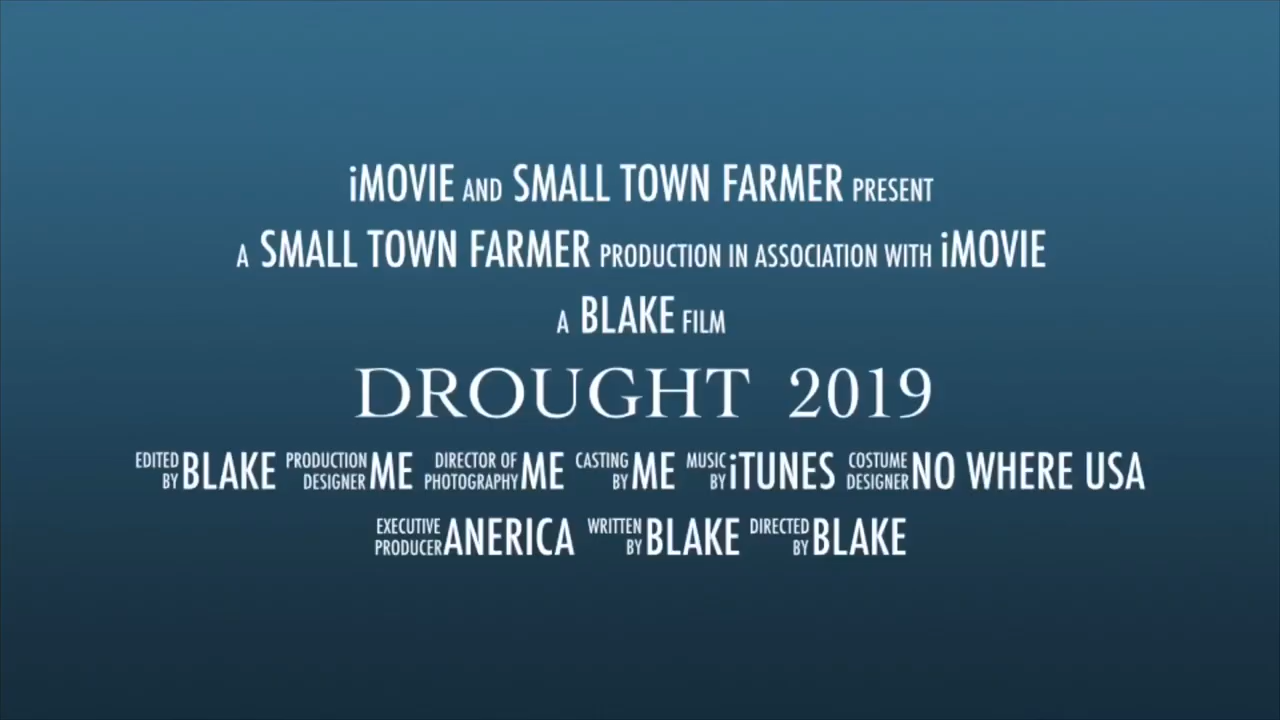 iMOVIE AND SMALL TOWN FARMER PRESENT
A SMALL TOWN FARMER PRODUCTION IN ASSOCIATION WITH iMOVIE
A BLAKE FILM
DROUGHT 2019
EDITED BY BLAKE PRODUCTION DESIGNER ME DIRECTOR OF PHOTOGRAPHY ME CASTING BY ME MUSIC BY iTUNES COSTUME DESIGNER NO WHERE USA
EXECUTIVE PRODUCER ANERICA WRITTEN BY BLAKE DIRECTED BY BLAKE